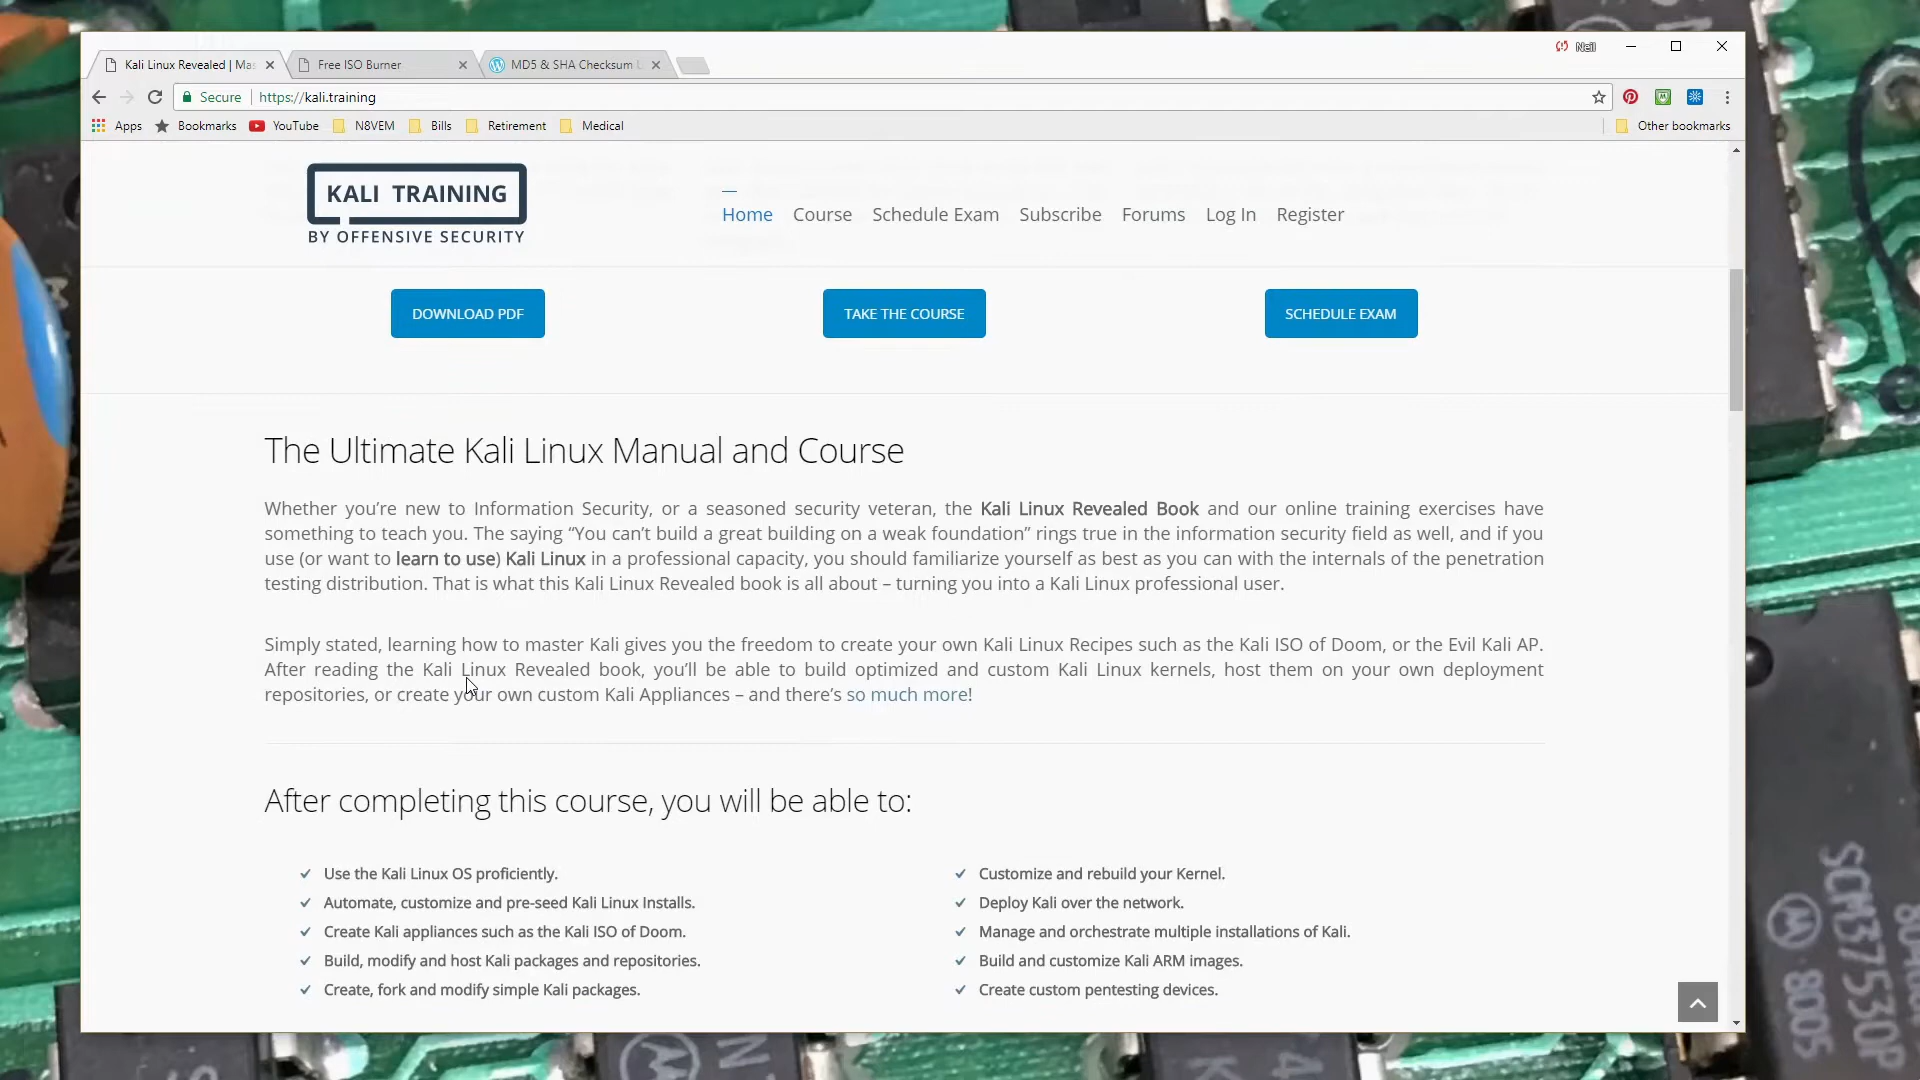 Neil
Kali Linux Revealed | Mas
Free ISO Burner
MD5 & SHA Checksum U
Secure
https://kali.training
Apps
Bookmarks
YouTube
N8VEM
Bills
Retirement
Medical
Other bookmarks
KALI TRAINING
BY OFFENSIVE SECURITY
Home
Course
Schedule Exam
Subscribe
Forums
Log In
Register
DOWNLOAD PDF
TAKE THE COURSE
SCHEDULE EXAM
The Ultimate Kali Linux Manual and Course
Whether you’re new to Information Security, or a seasoned security veteran, the Kali Linux Revealed Book and our online training exercises have
something to teach you. The saying “You can’t build a great building on a weak foundation” rings true in the information security field as well, and if you
use (or want to learn to use) Kali Linux in a professional capacity, you should familiarize yourself as best as you can with the internals of the penetration
testing distribution. That is what this Kali Linux Revealed book is all about – turning you into a Kali Linux professional user.
Simply stated, learning how to master Kali gives you the freedom to create your own Kali Linux Recipes such as the Kali ISO of Doom, or the Evil Kali AP.
After reading the Kali Linux Revealed book, you’ll be able to build optimized and custom Kali Linux kernels, host them on your own deployment
repositories, or create your own custom Kali Appliances – and there’s so much more!
After completing this course, you will be able to:
Use the Kali Linux OS proficiently.
Automate, customize and pre-seed Kali Linux Installs.
Create Kali appliances such as the Kali ISO of Doom.
Build, modify and host Kali packages and repositories.
Create, fork and modify simple Kali packages.
Customize and rebuild your Kernel.
Deploy Kali over the network.
Manage and orchestrate multiple installations of Kali.
Build and customize Kali ARM images.
Create custom pentesting devices.
SCM37530P
8005